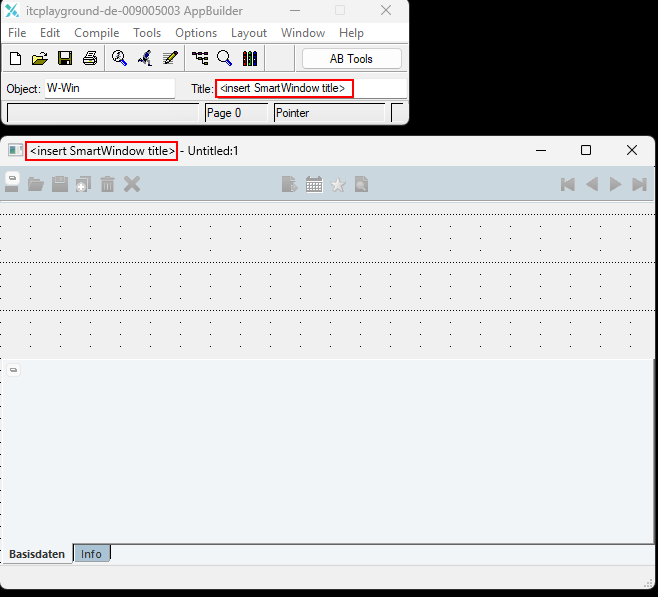 itcplayground-de-009005003 AppBuilder
File Edit Compile Tools Options Layout Window Help
AB Tools
Object: W-Win Title: <insert SmartWindow title>
Page 0 Pointer
<insert SmartWindow title> - Untitled:1
Basisdaten Info